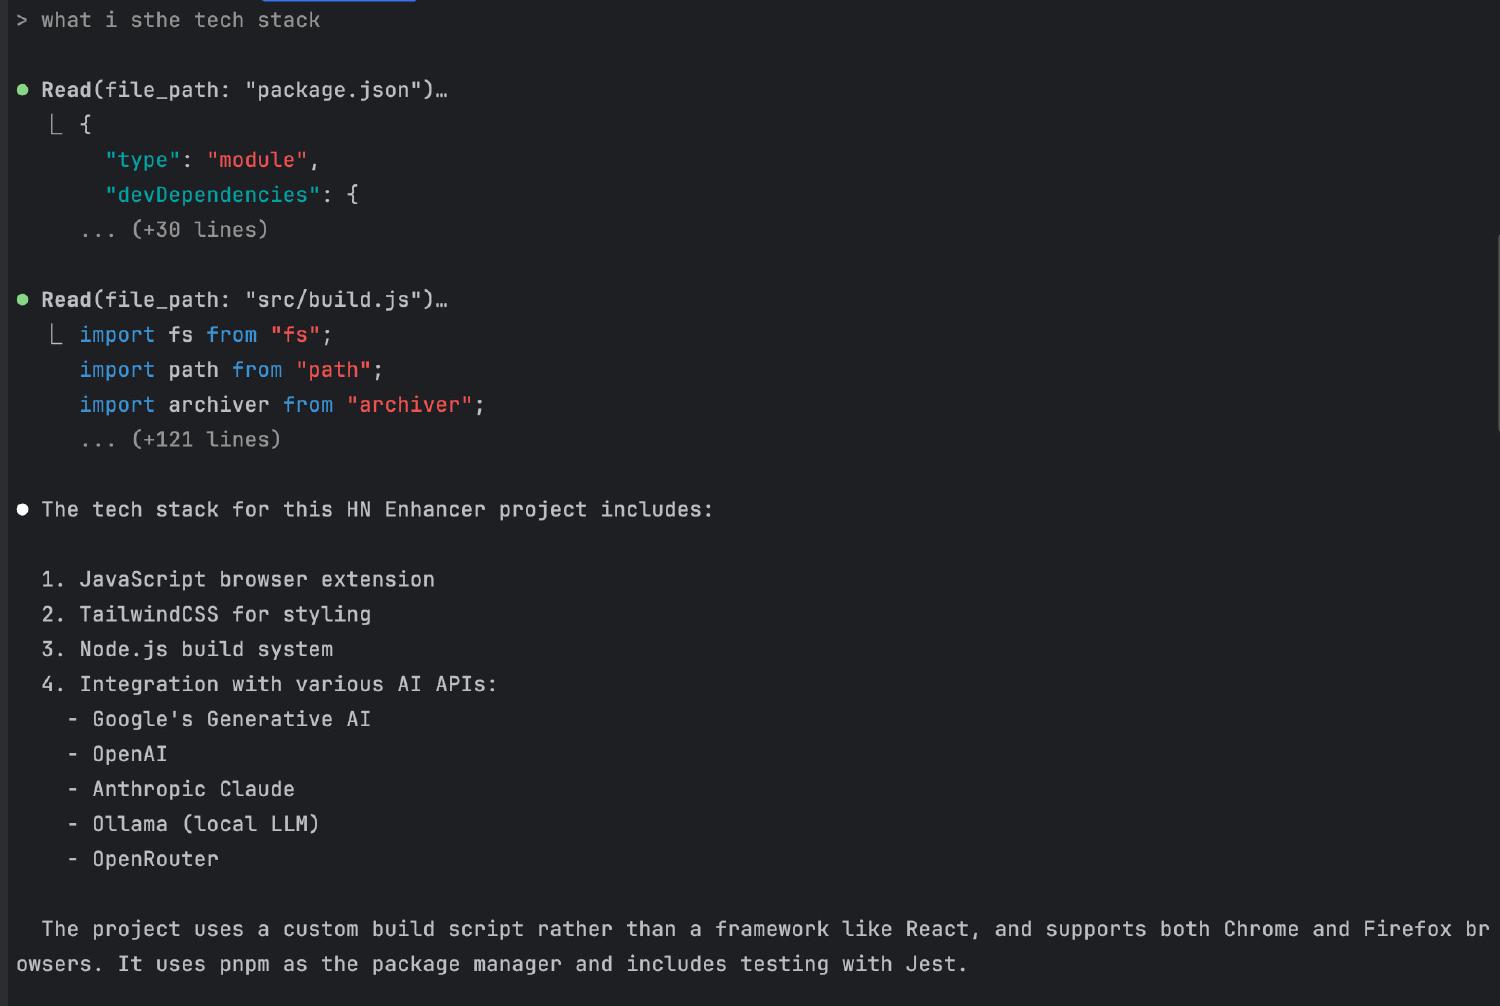 > what i sthe tech stack
● Read(file_path: "package.json")…
⎿ {
"type": "module",
"devDependencies": {
... (+30 lines)
● Read(file_path: "src/build.js")…
⎿ import fs from "fs";
import path from "path";
import archiver from "archiver";
... (+121 lines)
● The tech stack for this HN Enhancer project includes:
1. JavaScript browser extension
2. TailwindCSS for styling
3. Node.js build system
4. Integration with various AI APIs:
- Google's Generative AI
- OpenAI
- Anthropic Claude
- Ollama (local LLM)
- OpenRouter
The project uses a custom build script rather than a framework like React, and supports both Chrome and Firefox br
owsers. It uses pnpm as the package manager and includes testing with Jest.